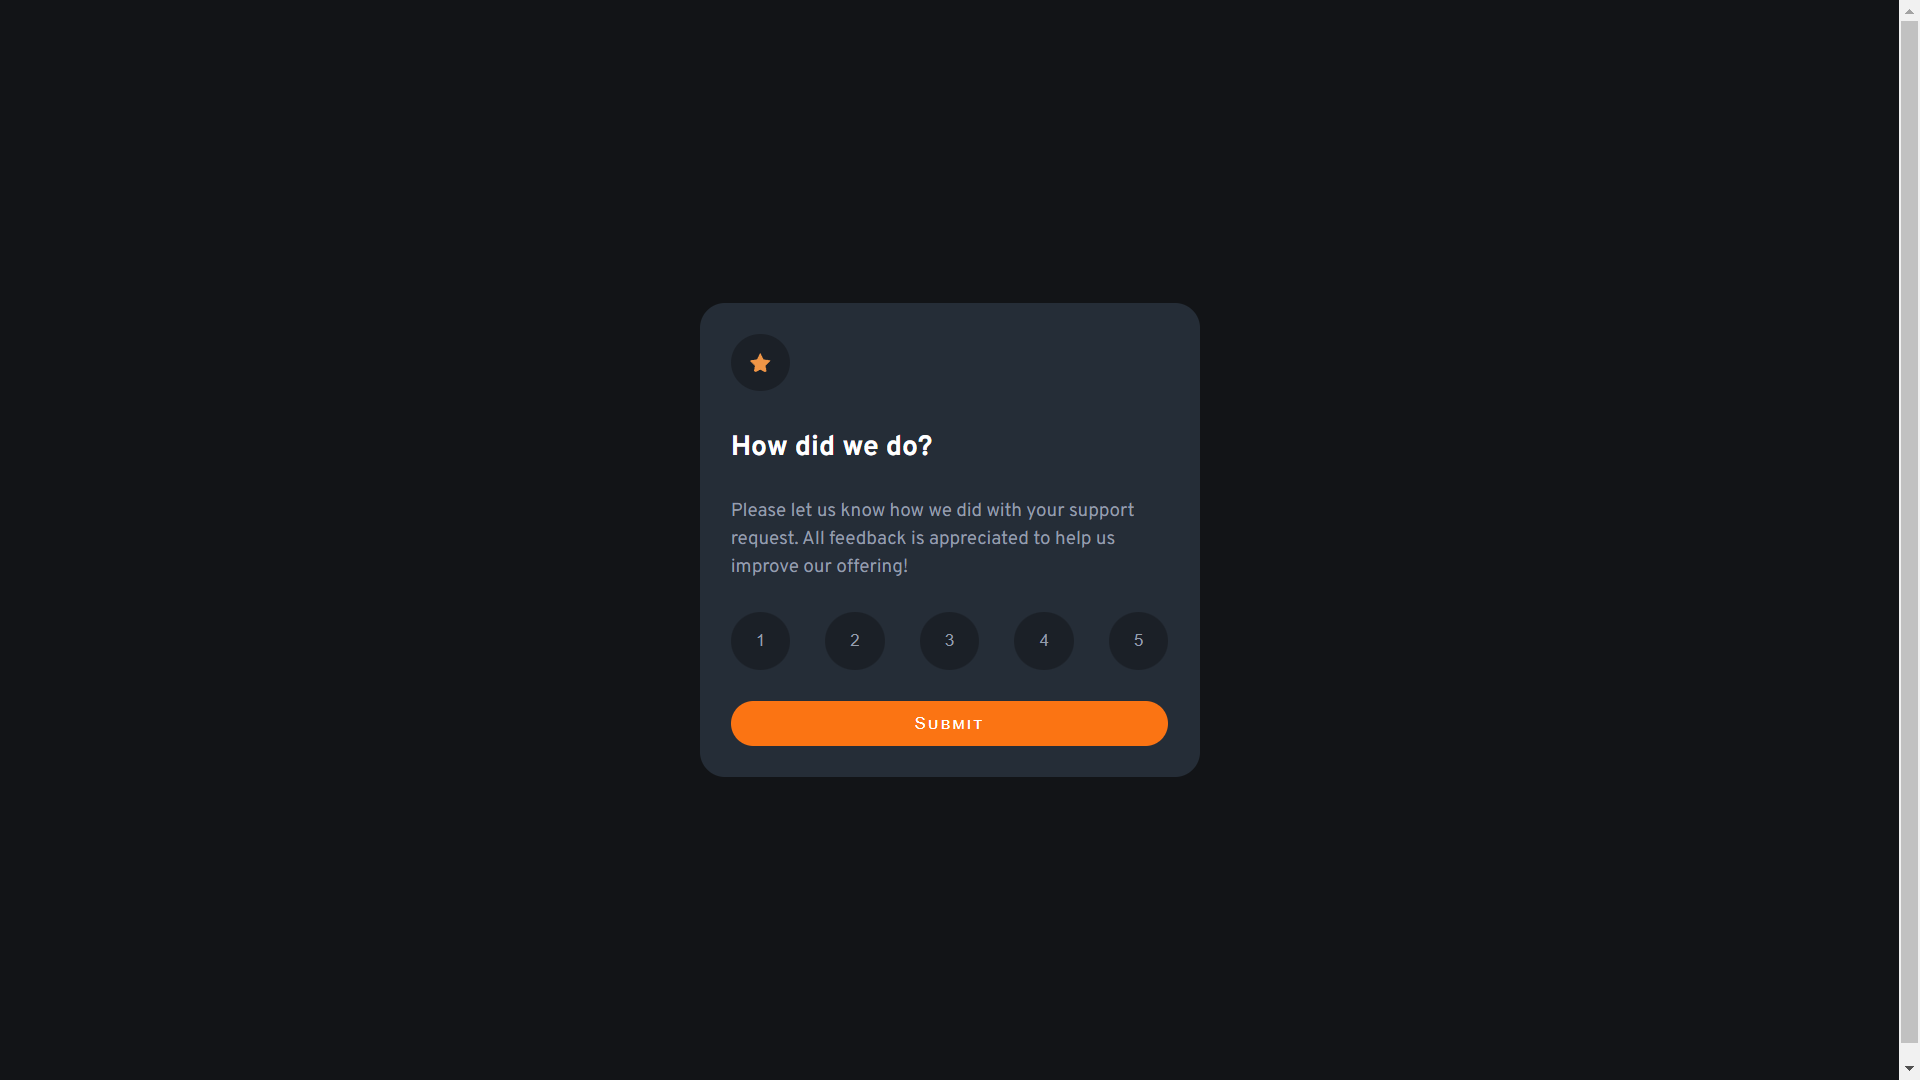 How did we do?
Please let us know how we did with your support
request. All feedback is appreciated to help us
improve our offering!
1 2 3 4 5
Submit